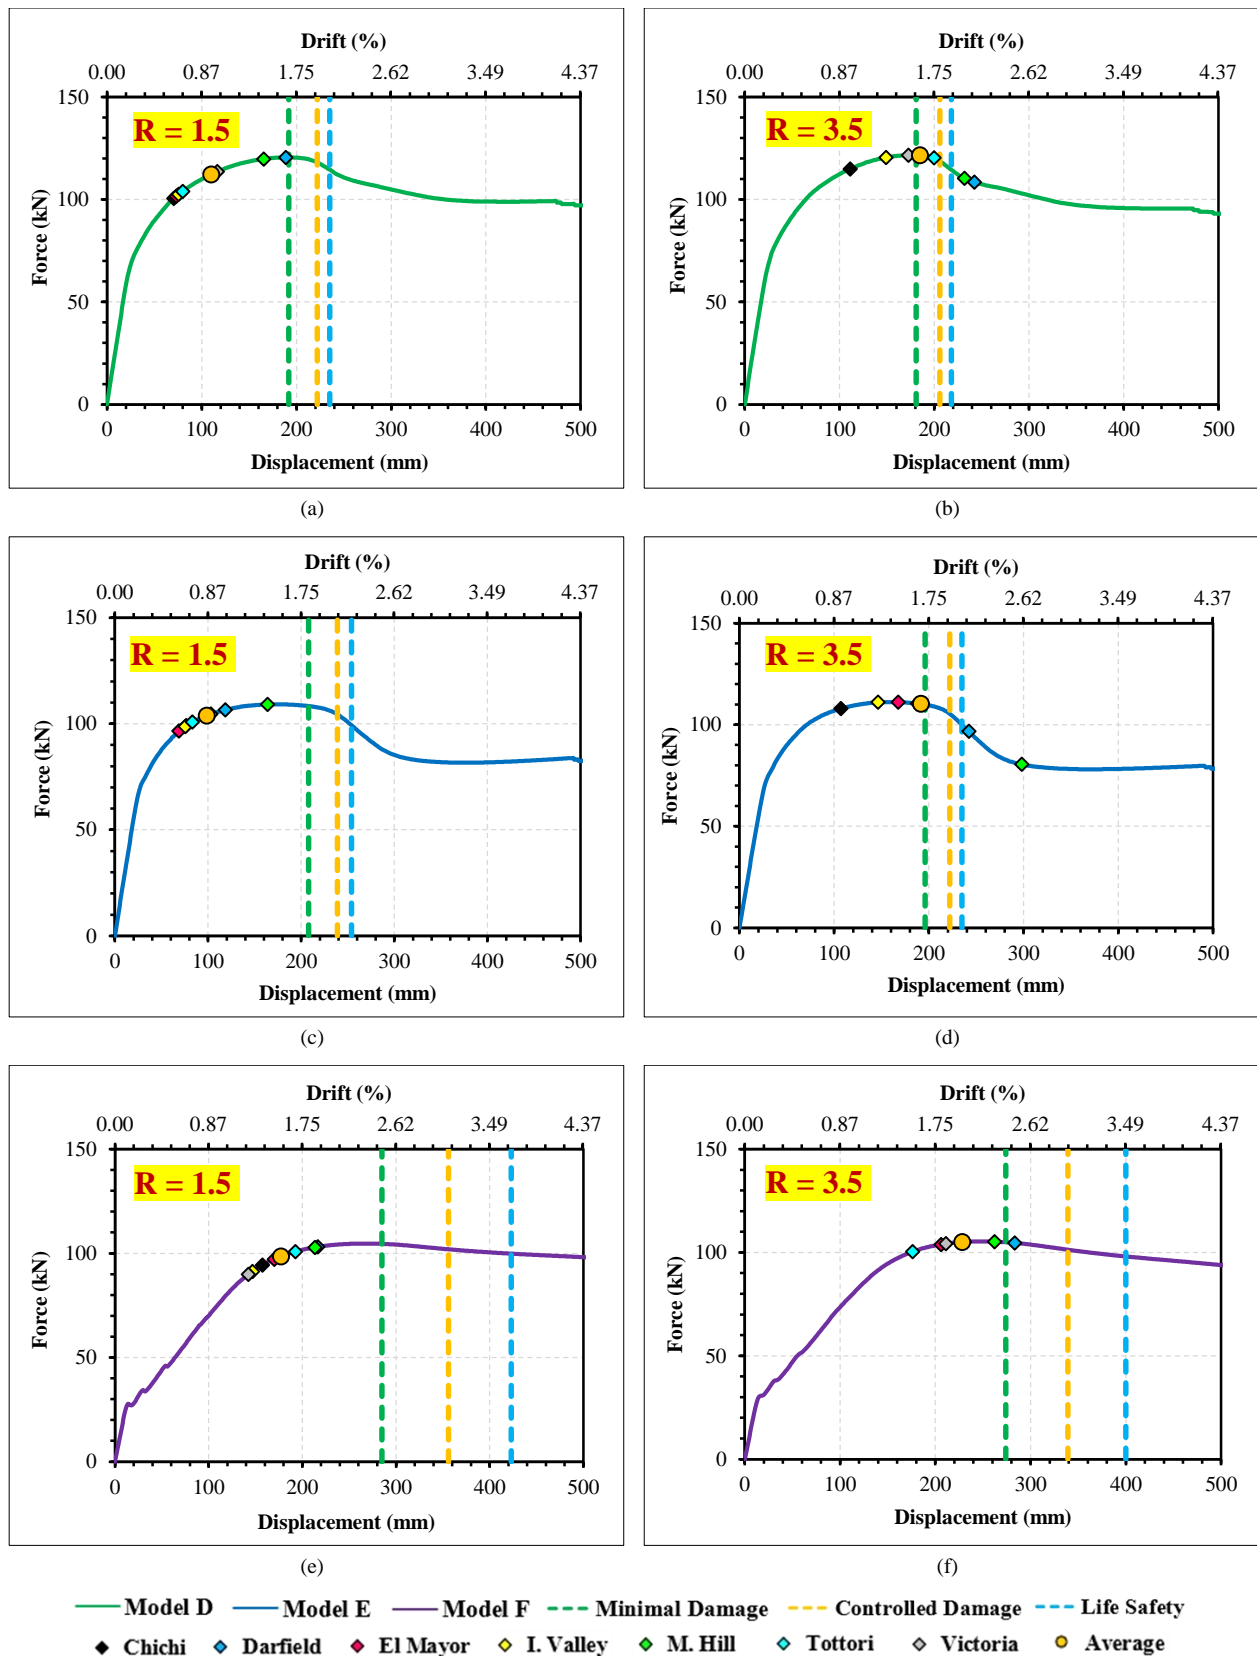 Drift (%)
0.00 0.87 1.75 2.62 3.49 4.37
150
R = 1.5
100
Force (kN)
50
0
0 100 200 300 400 500
Displacement (mm)
(a)
Drift (%)
0.00 0.87 1.75 2.62 3.49 4.37
150
R = 3.5
100
Force (kN)
50
0
0 100 200 300 400 500
Displacement (mm)
(b)
Drift (%)
0.00 0.87 1.75 2.62 3.49 4.37
150
R = 1.5
100
Force (kN)
50
0
0 100 200 300 400 500
Displacement (mm)
(c)
Drift (%)
0.00 0.87 1.75 2.62 3.49 4.37
150
R = 3.5
100
Force (kN)
50
0
0 100 200 300 400 500
Displacement (mm)
(d)
Drift (%)
0.00 0.87 1.75 2.62 3.49 4.37
150
R = 1.5
100
Force (kN)
50
0
0 100 200 300 400 500
Displacement (mm)
(e)
Drift (%)
0.00 0.87 1.75 2.62 3.49 4.37
150
R = 3.5
100
Force (kN)
50
0
0 100 200 300 400 500
Displacement (mm)
(f)
Model D Model E Model F Minimal Damage Controlled Damage Life Safety
Chichi Darfield El Mayor I. Valley M. Hill Tottori Victoria Average